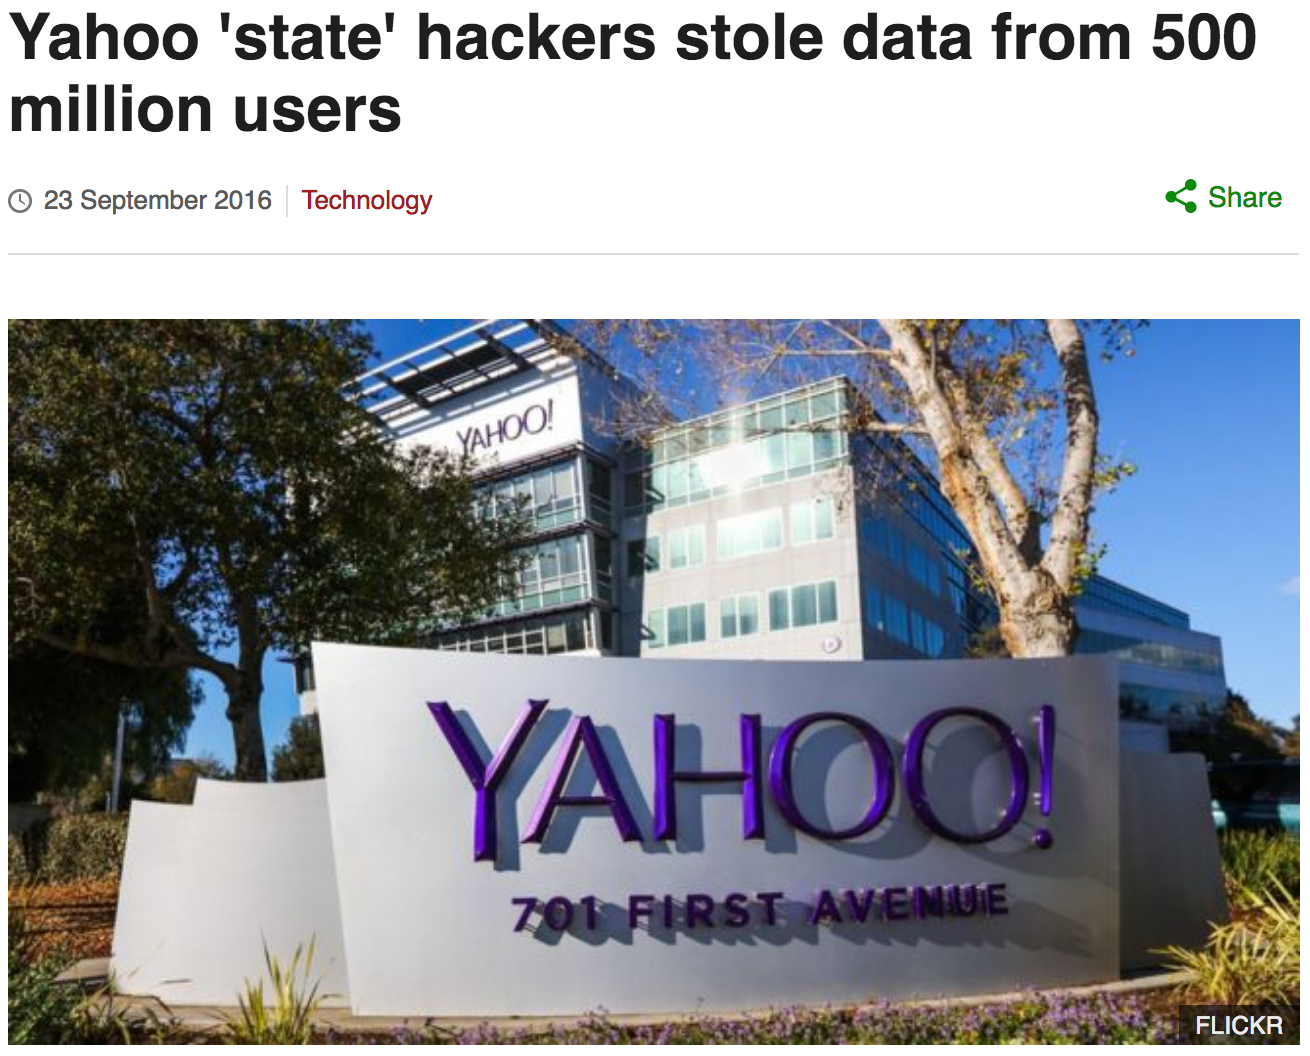 Yahoo 'state' hackers stole data from 500
million users
23 September 2016 Technology
Share
YAHOO!
YAHOO!
701 FIRST AVENUE
FLICKR